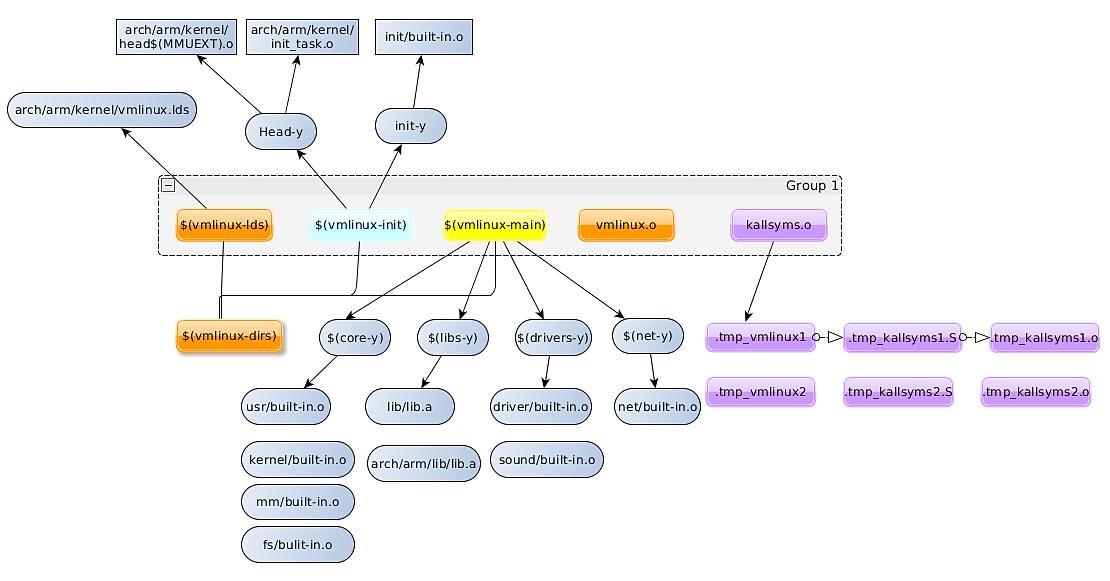 arch/arm/kernel/
head$(MMUEXT).o
arch/arm/kernel/
init_task.o
init/built-in.o
arch/arm/kernel/vmlinux.lds
Head-y
init-y
Group 1
$(vmlinux-lds)
$(vmlinux-init)
$(vmlinux-main)
vmlinux.o
kallsyms.o
$(vmlinux-dirs)
$(core-y)
$(libs-y)
$(drivers-y)
$(net-y)
.tmp_vmlinux1
.tmp_kallsyms1.S
.tmp_kallsyms1.o
.tmp_vmlinux2
.tmp_kallsyms2.S
.tmp_kallsyms2.o
usr/built-in.o
lib/lib.a
driver/built-in.o
net/built-in.o
kernel/built-in.o
arch/arm/lib/lib.a
sound/built-in.o
mm/built-in.o
fs/bulit-in.o